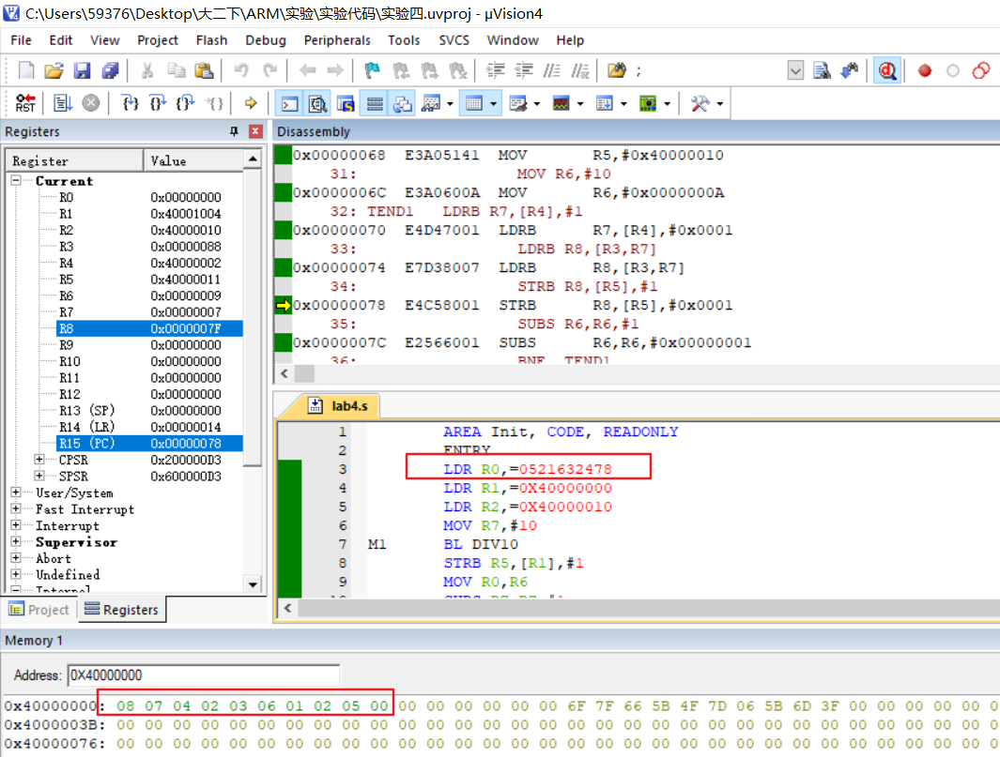 C:\Users\59376\Desktop\大二下\ARM\实验\实验代码\实验四.uvproj - µVision4
File Edit View Project Flash Debug Peripherals Tools SVCS Window Help
RST
Registers
Register Value
Current
R0 0x00000000
R1 0x40001004
R2 0x40000010
R3 0x00000088
R4 0x40000002
R5 0x40000011
R6 0x00000009
R7 0x00000007
R8 0x0000007F
R9 0x00000000
R10 0x00000000
R11 0x00000000
R12 0x00000000
R13 (SP) 0x00000000
R14 (LR) 0x00000014
R15 (PC) 0x00000078
CPSR 0x200000D3
SPSR 0x600000D3
User/System
Fast Interrupt
Interrupt
Supervisor
Abort
Undefined
Internal
Project Registers
Disassembly
0x00000068 E3A05141 MOV R5,#0x40000010
31: MOV R6,#10
0x0000006C E3A0600A MOV R6,#0x0000000A
32: TEND1 LDRB R7,[R4],#1
0x00000070 E4D47001 LDRB R7,[R4],#0x0001
33: LDRB R8,[R3,R7]
0x00000074 E7D38007 LDRB R8,[R3,R7]
34: STRB R8,[R5],#1
0x00000078 E4C58001 STRB R8,[R5],#0x0001
35: SUBS R6,R6,#1
0x0000007C E2566001 SUBS R6,R6,#0x00000001
36: BNE TEND1
lab4.s
1 AREA Init, CODE, READONLY
2 ENTRY
3 LDR R0,=0521632478
4 LDR R1,=0X40000000
5 LDR R2,=0X40000010
6 MOV R7,#10
7 M1 BL DIV10
8 STRB R5,[R1],#1
9 MOV R0,R6
10 SUBS R7,R7,#1
Memory 1
Address: 0X40000000
0x40000000: 08 07 04 02 03 06 01 02 05 00 00 00 00 00 00 00 6F 7F 66 5B 4F 7D 06 5B 6D 3F 00 00 00 00 00 0
0x4000003B: 00 00 00 00 00 00 00 00 00 00 00 00 00 00 00 00 00 00 00 00 00 00 00 00 00 00 00 00 00 00 00 0
0x40000076: 00 00 00 00 00 00 00 00 00 00 00 00 00 00 00 00 00 00 00 00 00 00 00 00 00 00 00 00 00 00 00 0